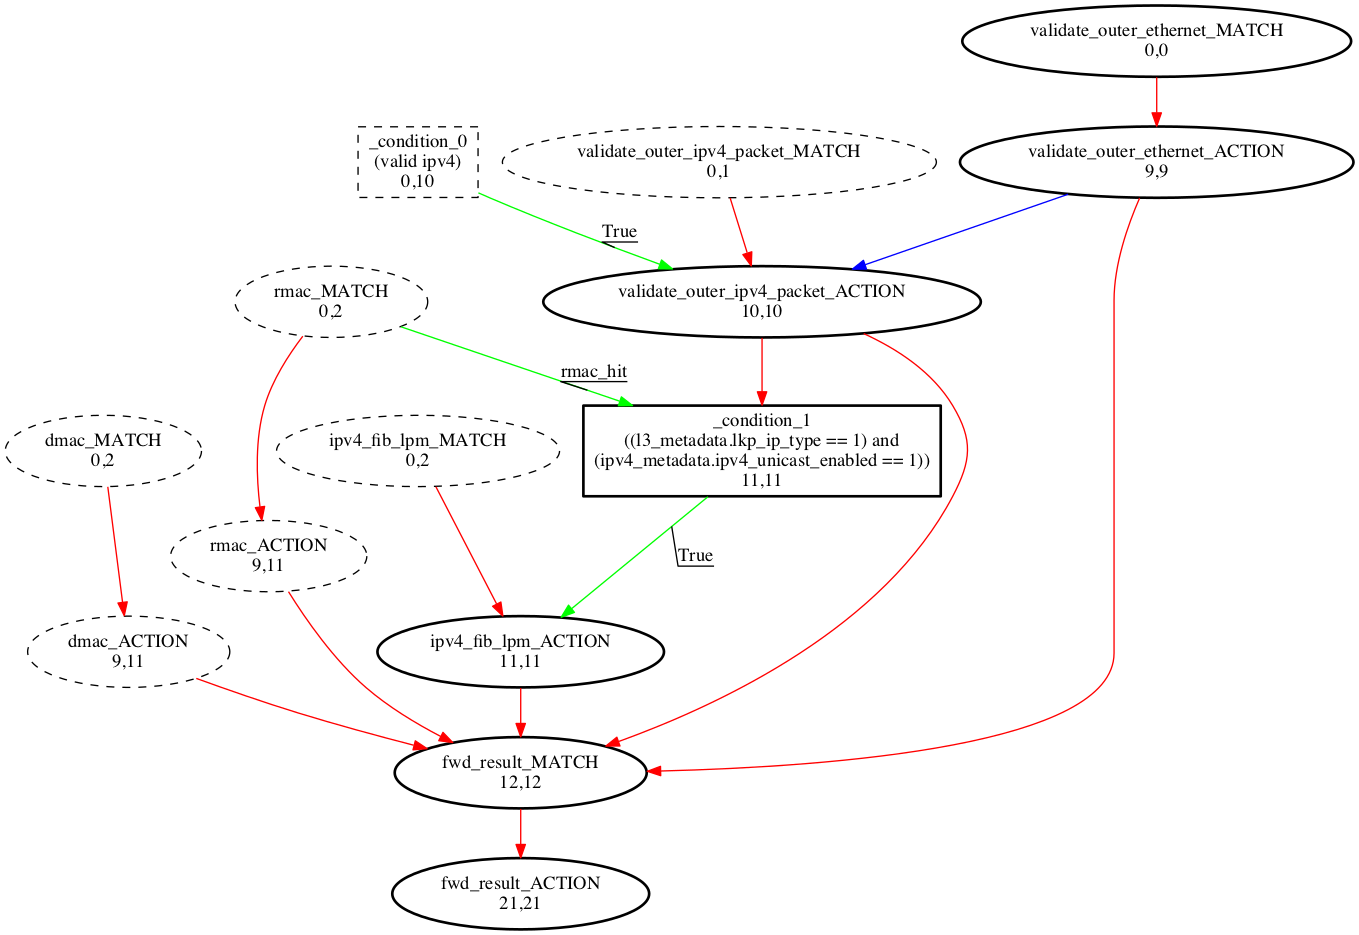 validate_outer_ethernet_MATCH
0,0
_condition_0
(valid ipv4)
0,10
validate_outer_ipv4_packet_MATCH
0,1
validate_outer_ethernet_ACTION
9,9
True
rmac_MATCH
0,2
validate_outer_ipv4_packet_ACTION
10,10
rmac_hit
dmac_MATCH
0,2
ipv4_fib_lpm_MATCH
0,2
_condition_1
((l3_metadata.lkp_ip_type == 1) and
(ipv4_metadata.ipv4_unicast_enabled == 1))
11,11
rmac_ACTION
9,11
True
dmac_ACTION
9,11
ipv4_fib_lpm_ACTION
11,11
fwd_result_MATCH
12,12
fwd_result_ACTION
21,21